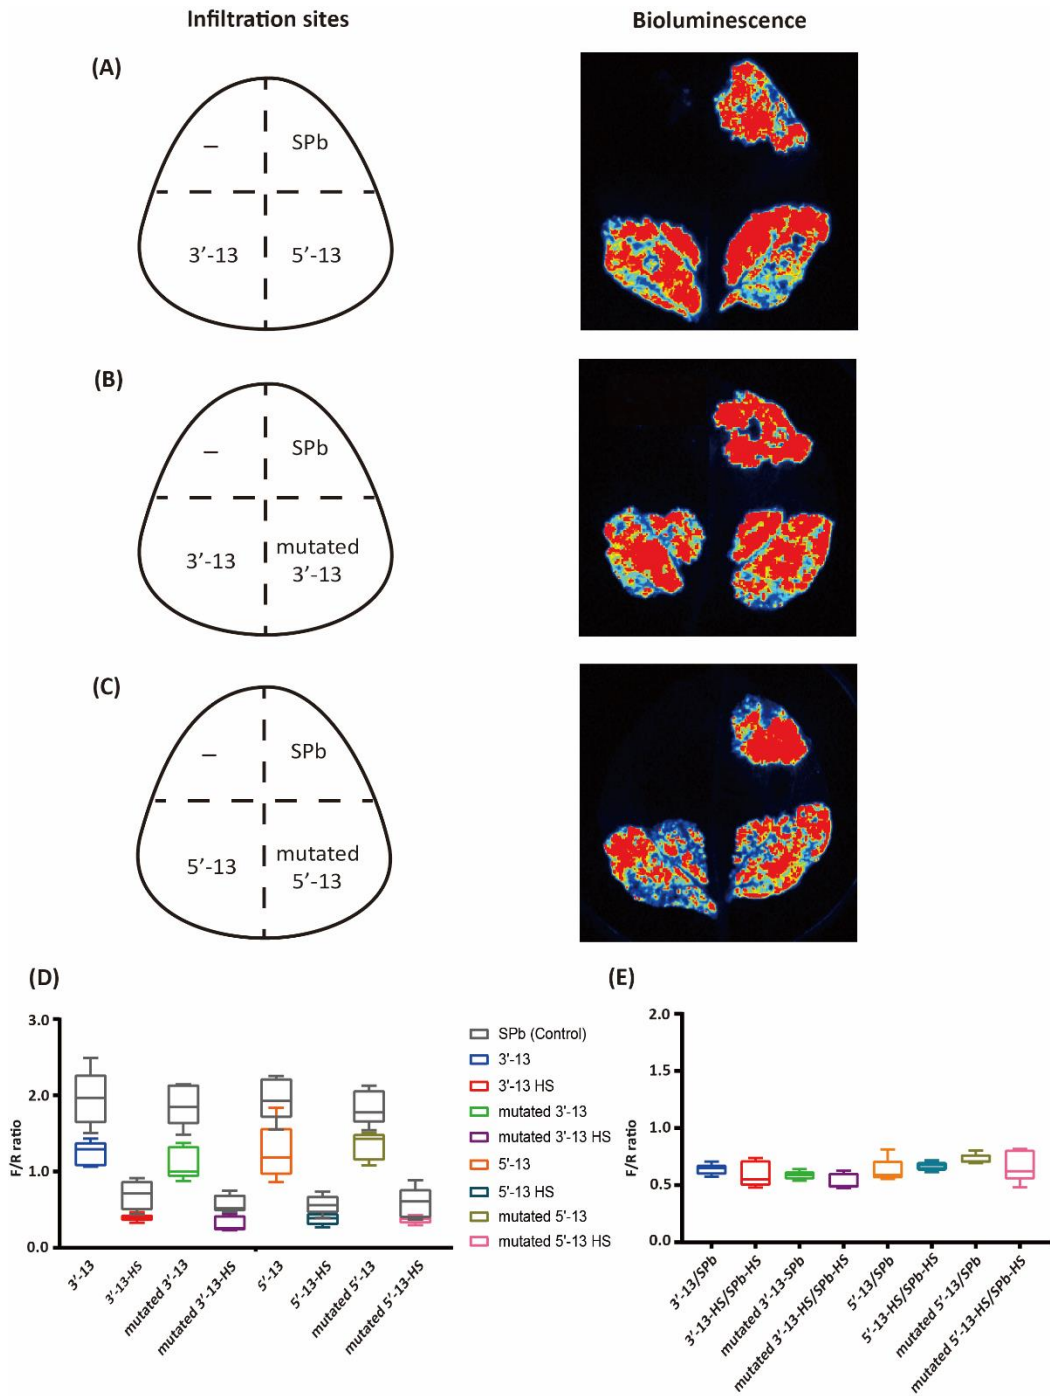 Infiltration sites
Bioluminescence
(A)
– SPb
3′-13 5′-13
(B)
– SPb
3′-13 mutated
3′-13
(C)
– SPb
5′-13 mutated
5′-13
(D)
F/R ratio
3.0
2.0
1.0
0.0
3′-13
3′-13-HS
mutated 3′-13
mutated 3′-13-HS
5′-13
5′-13-HS
mutated 5′-13
mutated 5′-13-HS
SPb (Control)
3'-13
3'-13 HS
mutated 3'-13
mutated 3'-13 HS
5'-13
5'-13 HS
mutated 5'-13
mutated 5'-13 HS
(E)
F/R ratio
2.0
1.5
1.0
0.5
0.0
3′-13/SPb
3′-13-HS/SPb-HS
mutated 3′-13-SPb
mutated 3′-13-HS/SPb-HS
5′-13/SPb
5′-13-HS/SPb-HS
mutated 5′-13/SPb
mutated 5′-13-HS/SPb-HS